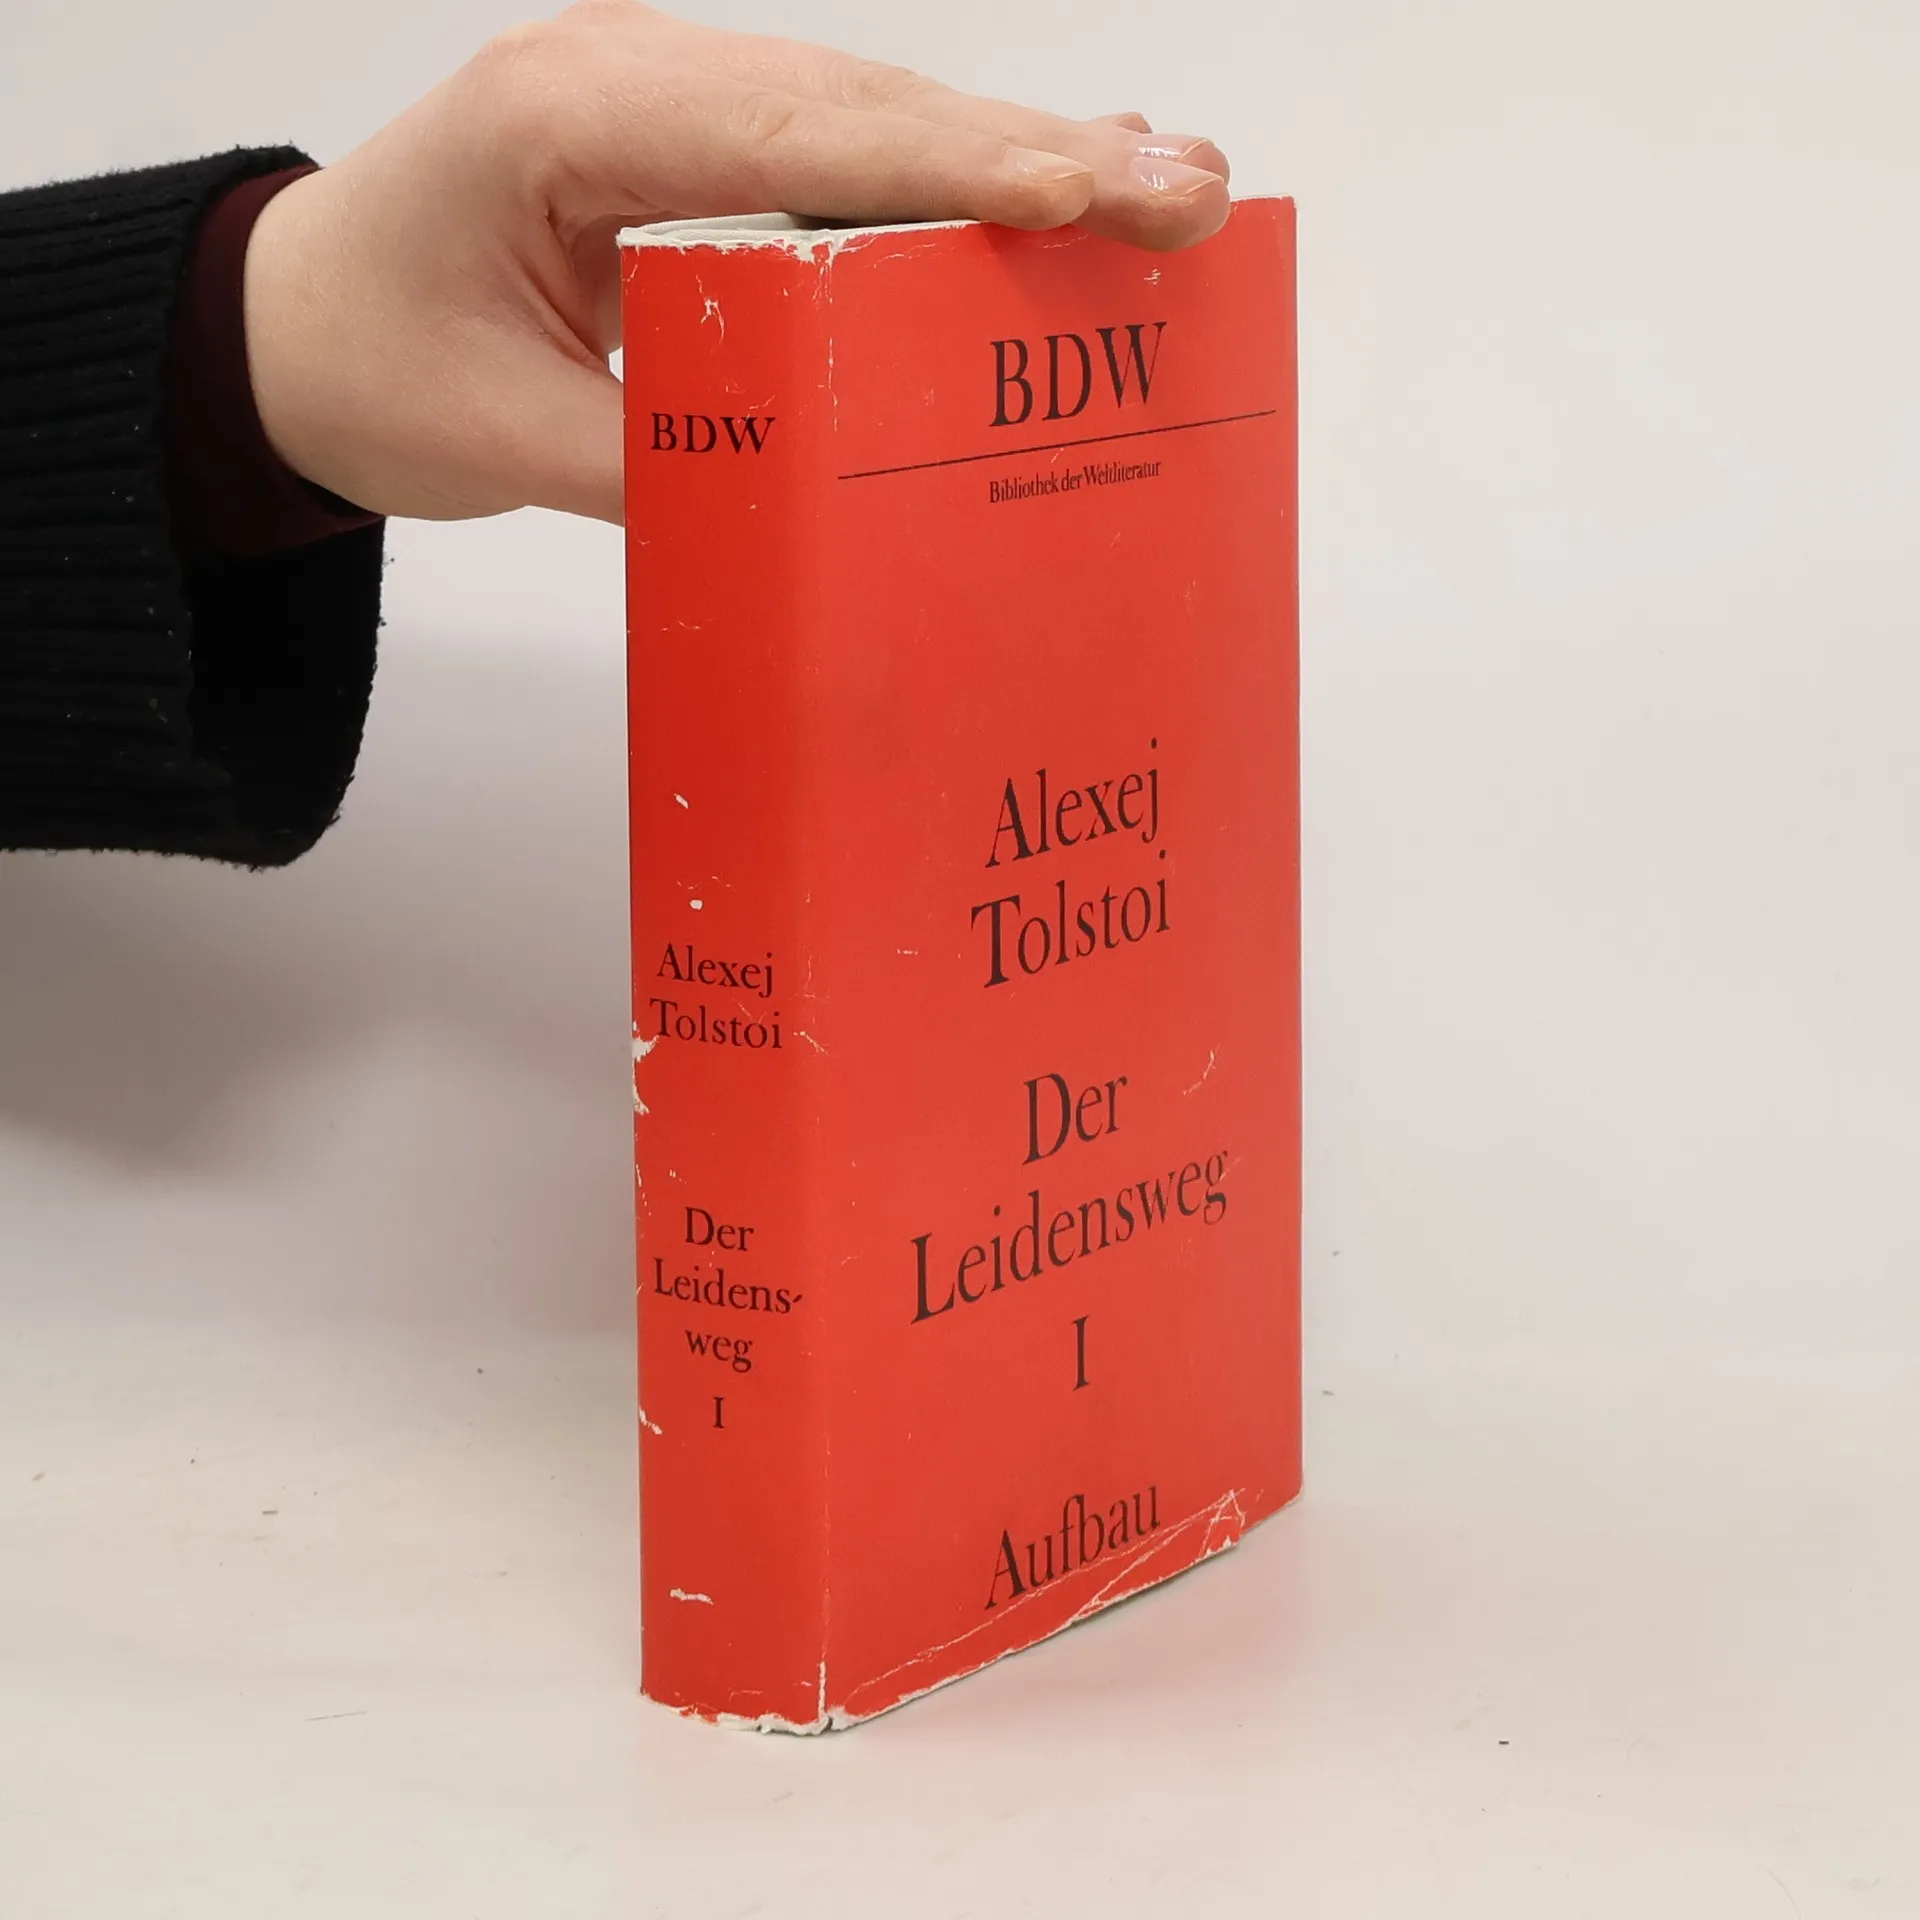 BDW
Alexej
Tolstoi
Der
Leidens-
weg
I
BDW
Bibliothek der Weltliteratur
Alexej
Tolstoi
Der
Leidensweg
I
Aufbau